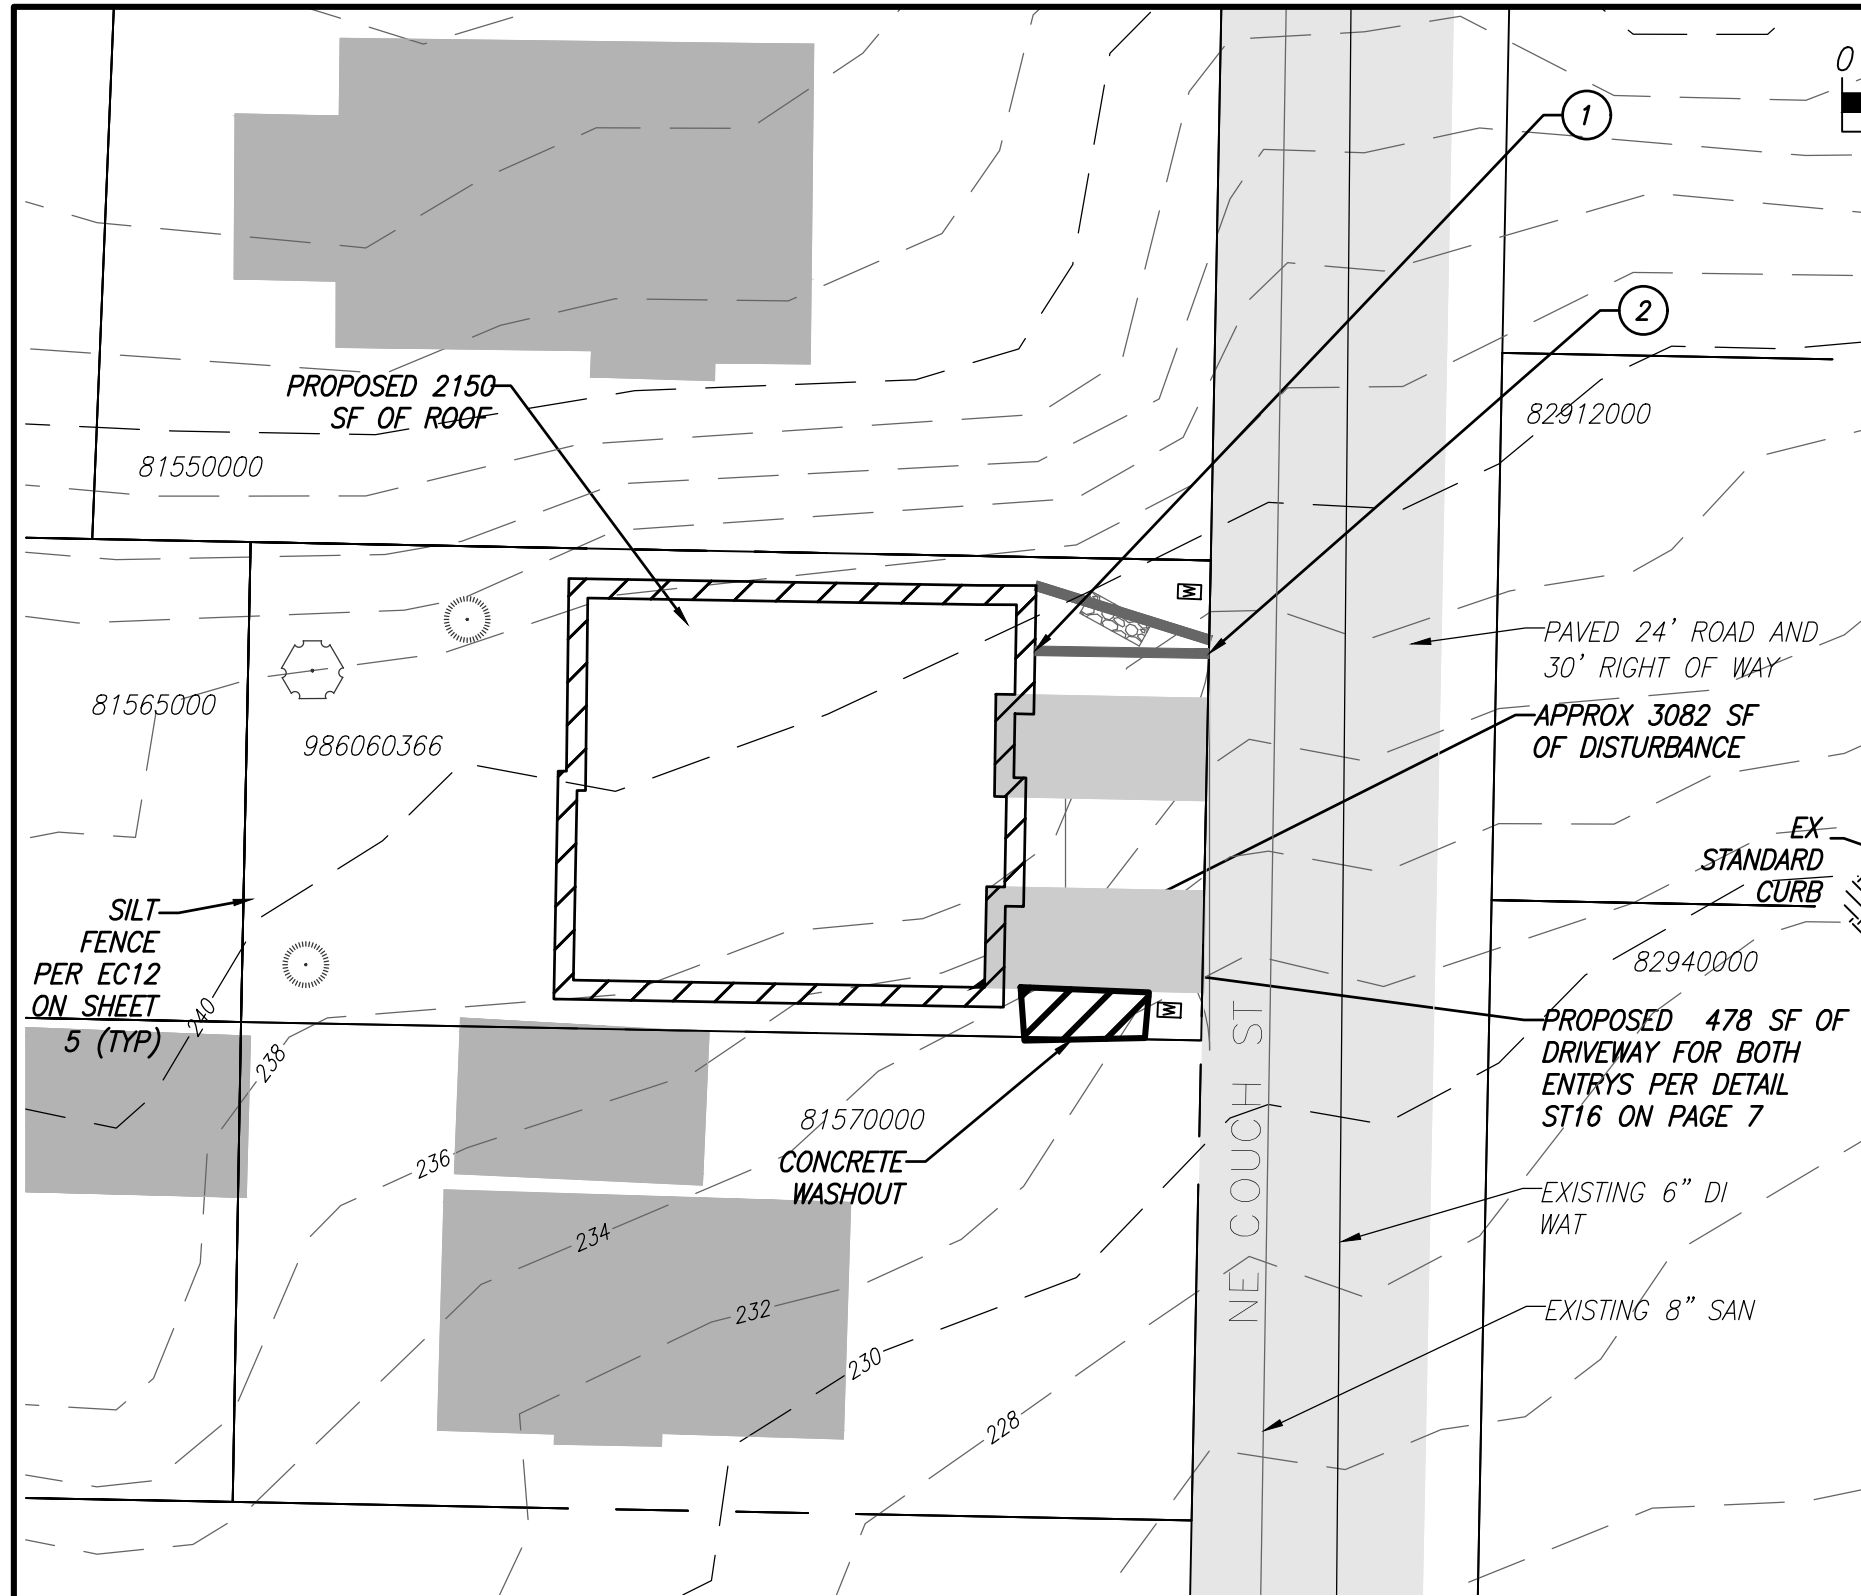 0
1
2
PROPOSED 2150
SF OF ROOF
82912000
81550000
PAVED 24' ROAD AND
30' RIGHT OF WAY
81565000
986060366
APPROX 3082 SF
OF DISTURBANCE
EX
STANDARD
CURB
SILT
FENCE
PER EC12
ON SHEET
5 (TYP)
82940000
240
238
PROPOSED 478 SF OF
DRIVEWAY FOR BOTH
ENTRYS PER DETAIL
ST16 ON PAGE 7
81570000
CONCRETE
WASHOUT
236
234
232
230
228
NE COUCH ST
EXISTING 6" DI
WAT
EXISTING 8" SAN
W
W